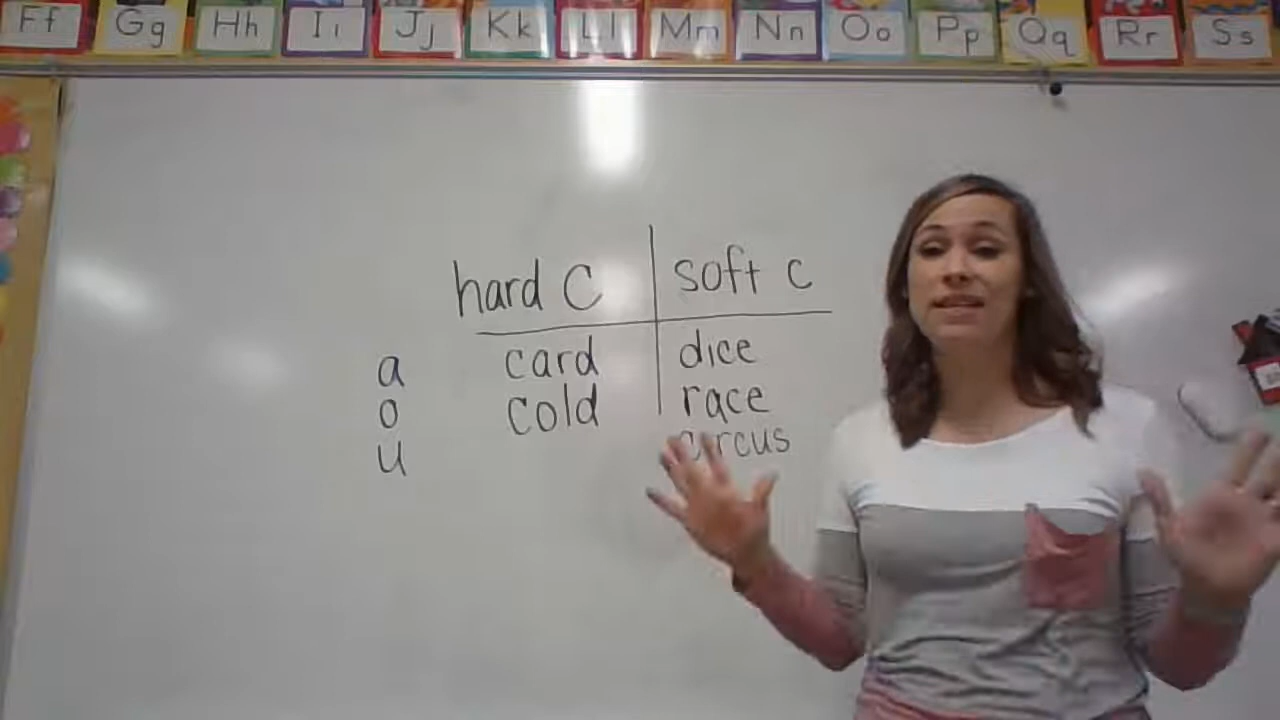 Ff Gg Hh Ii Jj Kk Ll Mm Nn Oo Pp Qq Rr Ss
hard C soft c
a card dice
o cold race
u circus